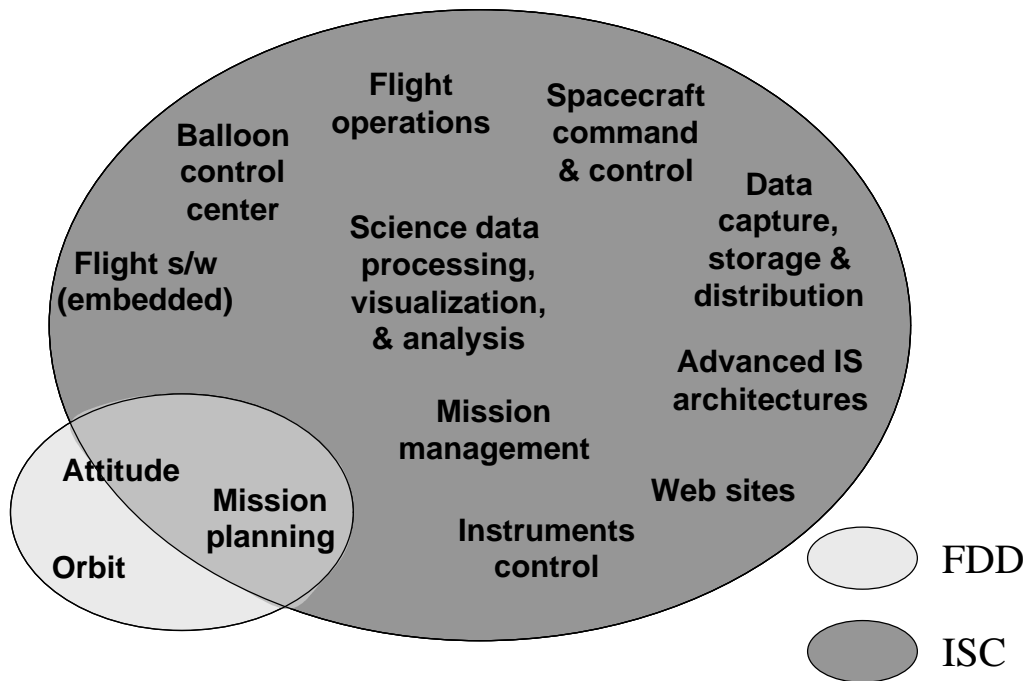 Flight
operations
Spacecraft
command
& control
Balloon
control
center
Data
capture,
storage &
distribution
Science data
processing,
visualization,
& analysis
Flight s/w
(embedded)
Advanced IS
architectures
Mission
management
Attitude
Mission
planning
Web sites
Instruments
control
Orbit
FDD
ISC